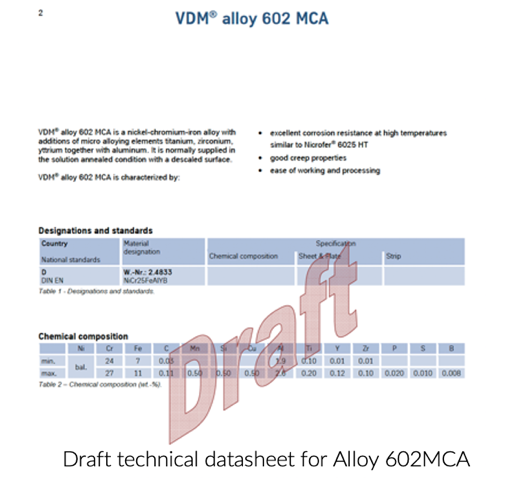 2
VDM® alloy 602 MCA
VDM® alloy 602 MCA is a nickel-chromium-iron alloy with
additions of micro alloying elements titanium, zirconium,
yttrium together with aluminum. It is normally supplied in
the solution annealed condition with a descaled surface.
VDM® alloy 602 MCA is characterized by:
• excellent corrosion resistance at high temperatures
similar to Nicrofer® 6025 HT
• good creep properties
• ease of working and processing
Designations and standards
Country Material Specification
designation
National standards Chemical composition Sheet & Plate Strip
D W.-Nr.: 2.4833
DIN EN NiCr25FeAlYB
Table 1 - Designations and standards.
Chemical composition
Ni Cr Fe C Mn Si Cu Al Ti Y Zr P S B
min. bal. 24 7 0.03 1.9 0.10 0.01 0.01
max. 27 11 0.11 0.50 0.50 0.50 0.20 0.12 0.10 0.020 0.010 0.008
Table 2 – Chemical composition (wt.-%).
Draft
Draft technical datasheet for Alloy 602MCA